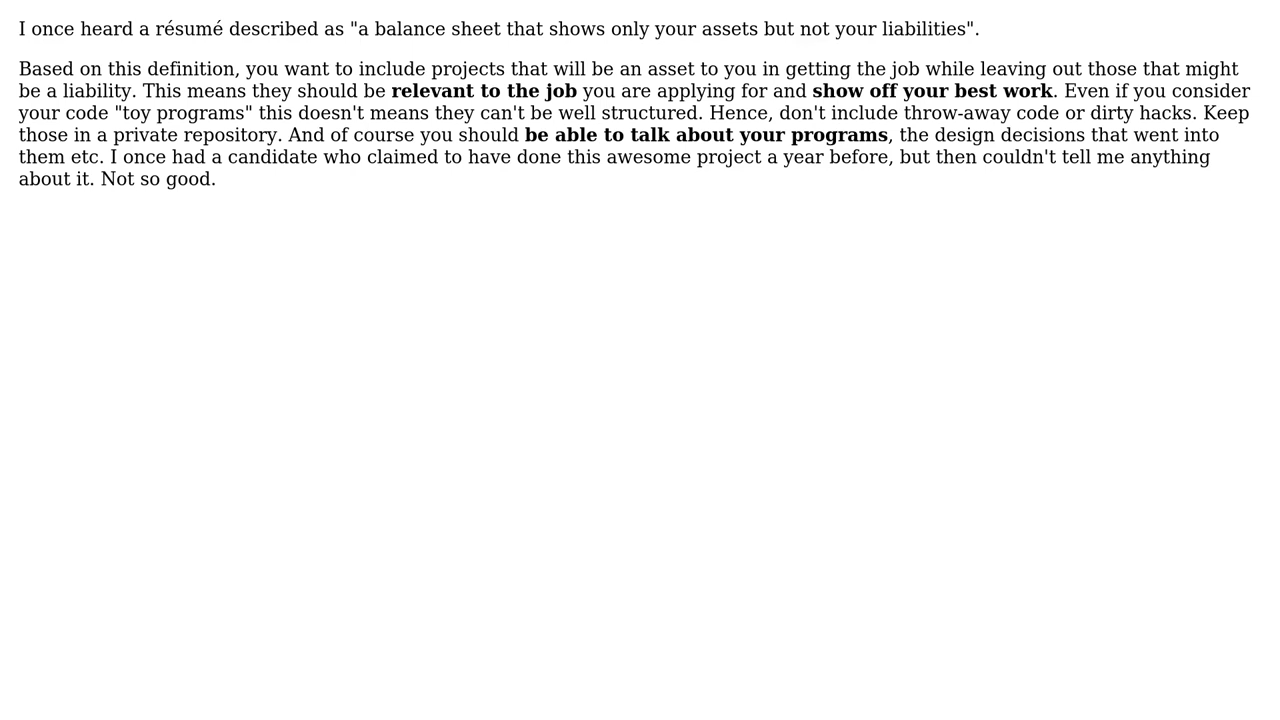 I once heard a résumé described as "a balance sheet that shows only your assets but not your liabilities".
Based on this definition, you want to include projects that will be an asset to you in getting the job while leaving out those that might
be a liability. This means they should be relevant to the job you are applying for and show off your best work. Even if you consider
your code "toy programs" this doesn't means they can't be well structured. Hence, don't include throw-away code or dirty hacks. Keep
those in a private repository. And of course you should be able to talk about your programs, the design decisions that went into
them etc. I once had a candidate who claimed to have done this awesome project a year before, but then couldn't tell me anything
about it. Not so good.